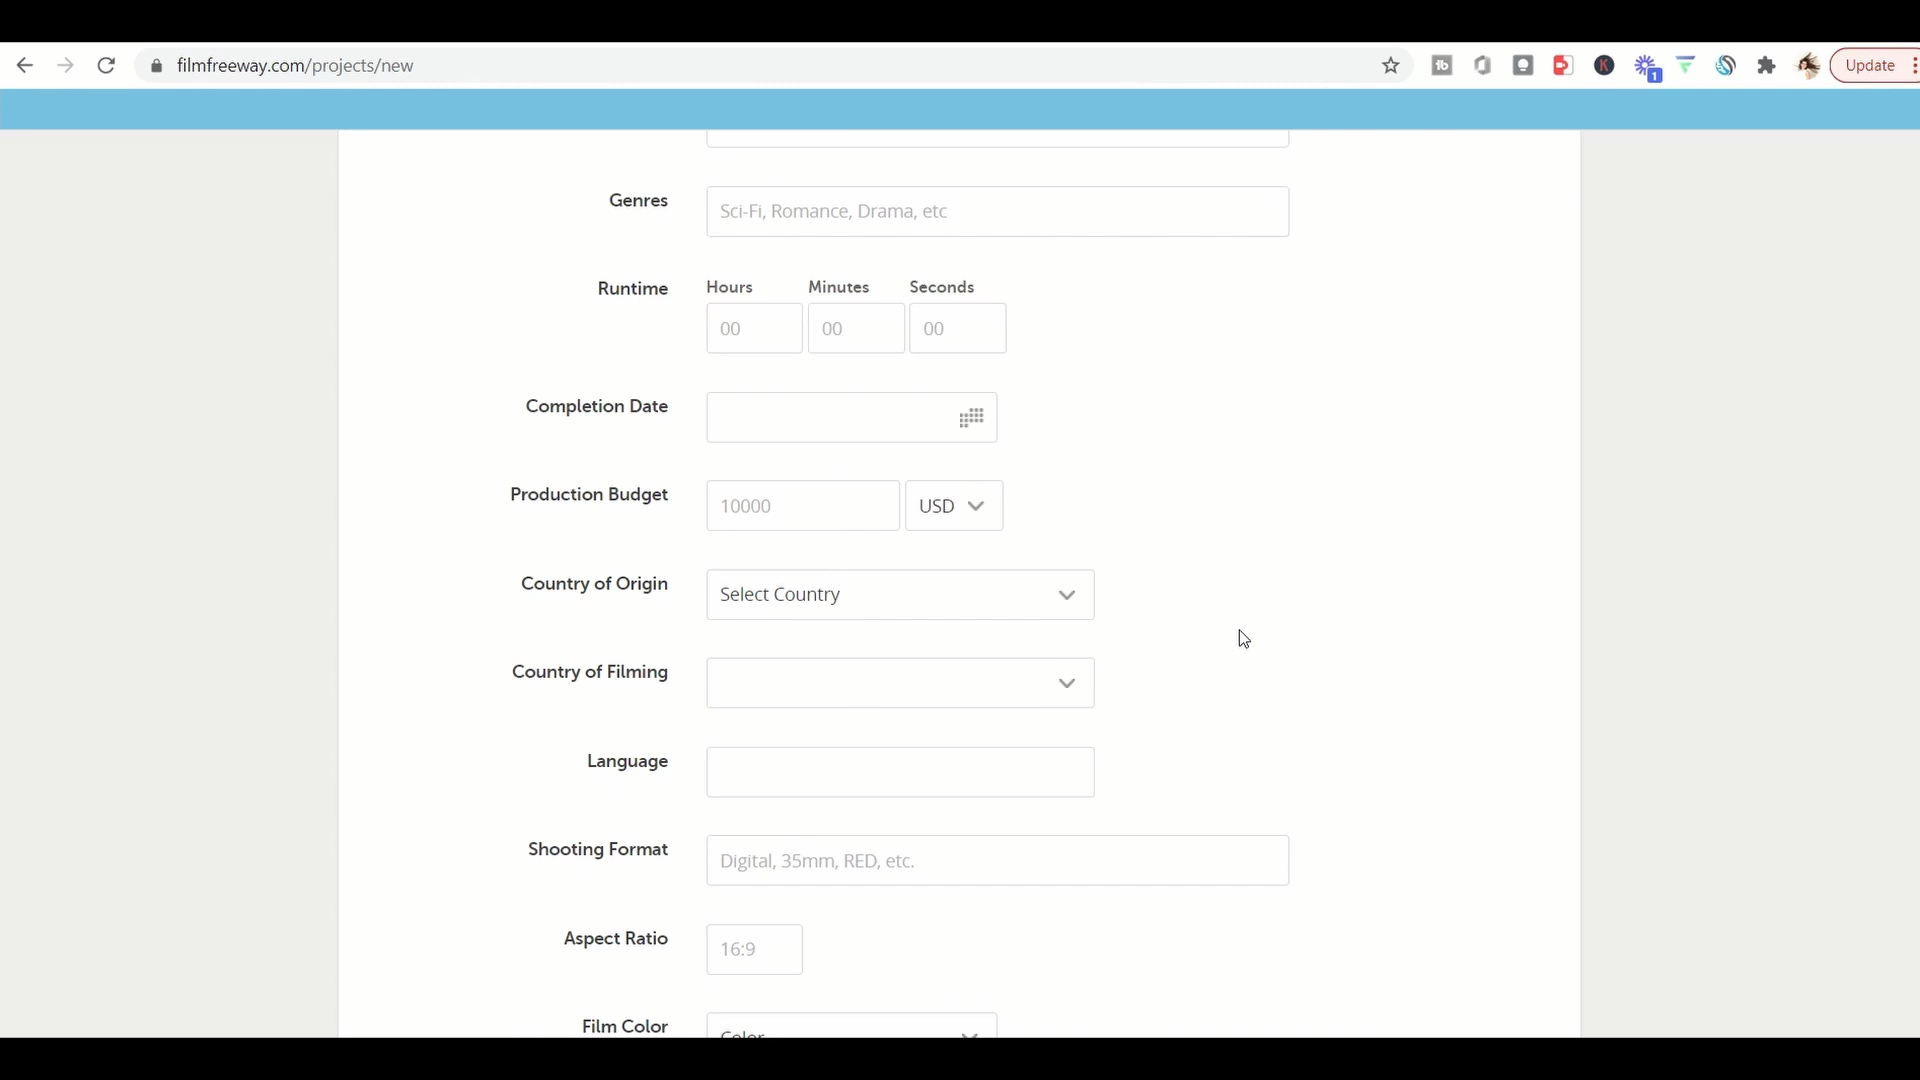 filmfreeway.com/projects/new
Update
1
Genres
Sci-Fi, Romance, Drama, etc
Runtime
Hours Minutes Seconds
00 00 00
Completion Date
Production Budget
10000 USD
Country of Origin
Select Country
Country of Filming
Language
Shooting Format
Digital, 35mm, RED, etc.
Aspect Ratio
16:9
Film Color
Color